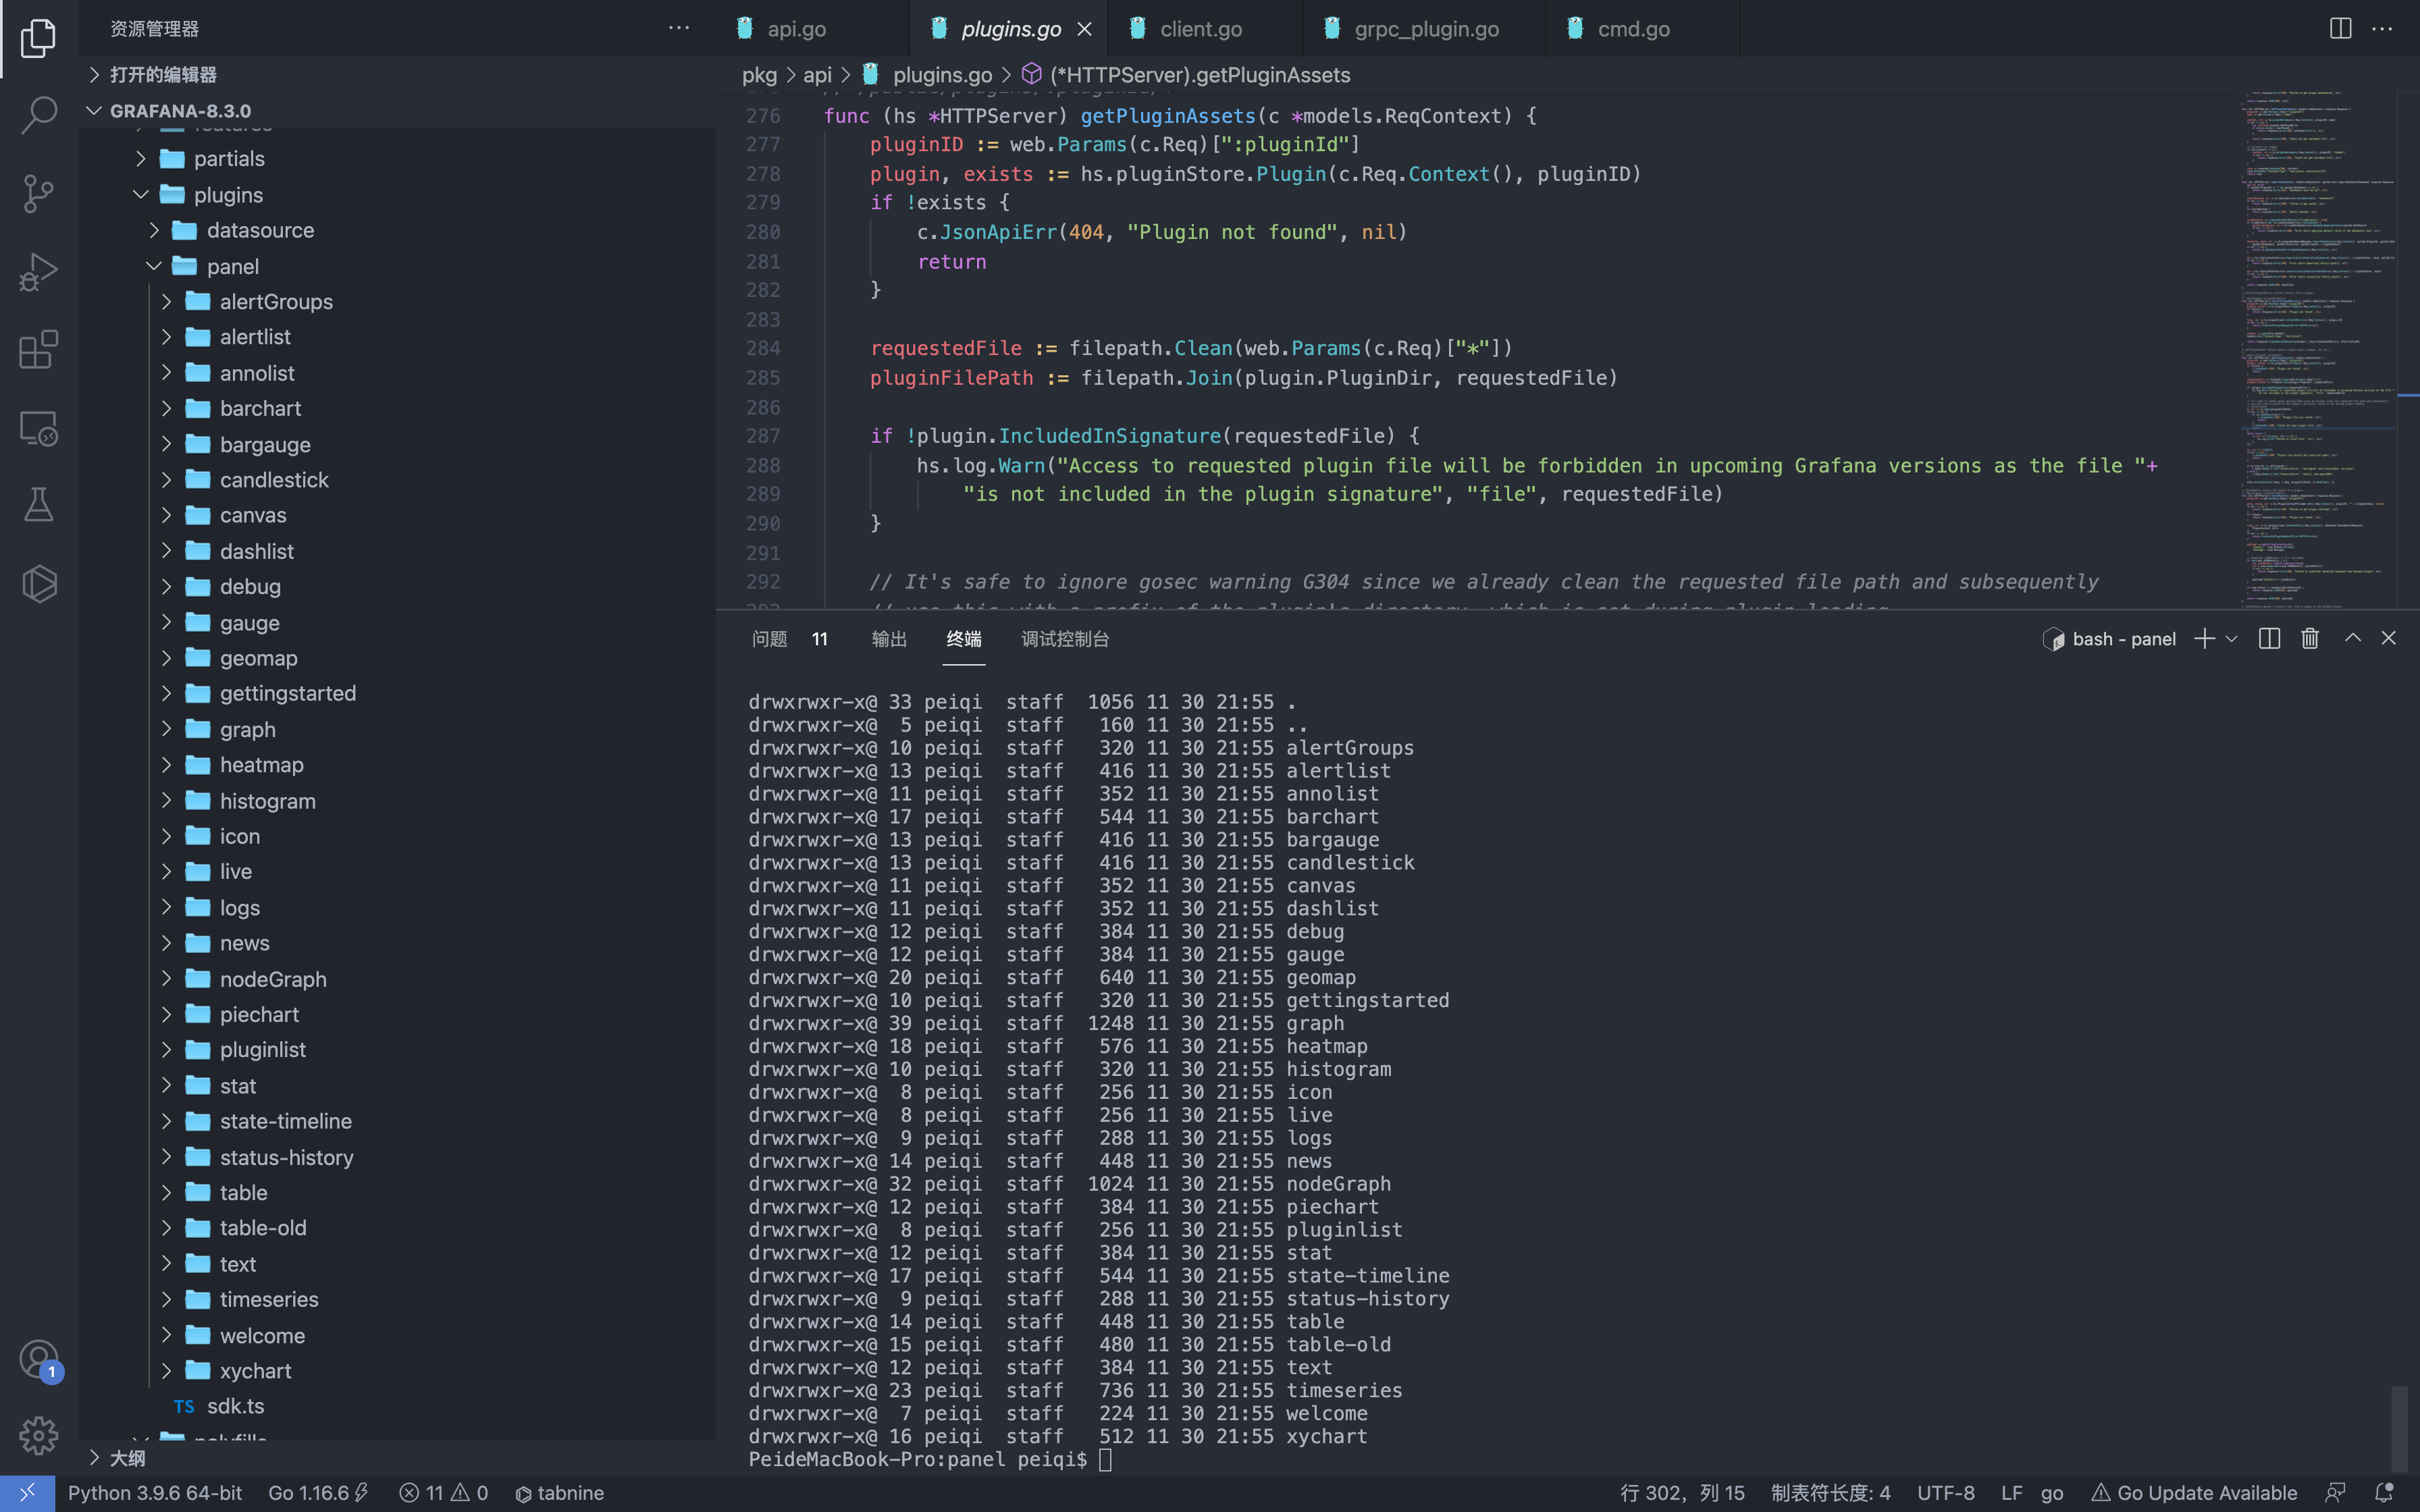 资源管理器
打开的编辑器
GRAFANA-8.3.0
features
partials
plugins
datasource
panel
alertGroups
alertlist
annolist
barchart
bargauge
candlestick
canvas
dashlist
debug
gauge
geomap
gettingstarted
graph
heatmap
histogram
icon
live
logs
news
nodeGraph
piechart
pluginlist
stat
state-timeline
status-history
table
table-old
text
timeseries
welcome
xychart
TS sdk.ts
polyfills
大纲
api.go
plugins.go
client.go
grpc_plugin.go
cmd.go
pkg > api > plugins.go > (*HTTPServer).getPluginAssets
276 func (hs *HTTPServer) getPluginAssets(c *models.ReqContext) {
277 pluginID := web.Params(c.Req)[":pluginId"]
278 plugin, exists := hs.pluginStore.Plugin(c.Req.Context(), pluginID)
279 if !exists {
280 c.JsonApiErr(404, "Plugin not found", nil)
281 return
282 }
283
284 requestedFile := filepath.Clean(web.Params(c.Req)["*"])
285 pluginFilePath := filepath.Join(plugin.PluginDir, requestedFile)
286
287 if !plugin.IncludedInSignature(requestedFile) {
288 hs.log.Warn("Access to requested plugin file will be forbidden in upcoming Grafana versions as the file "+
289 "is not included in the plugin signature", "file", requestedFile)
290 }
291
292 // It's safe to ignore gosec warning G304 since we already clean the requested file path and subsequently
293 // use this with a prefix of the plugin's directory, which is set during plugin loading
问题 11 输出 终端 调试控制台
bash - panel
drwxrwxr-x@ 33 peiqi staff 1056 11 30 21:55 .
drwxrwxr-x@ 5 peiqi staff 160 11 30 21:55 ..
drwxrwxr-x@ 10 peiqi staff 320 11 30 21:55 alertGroups
drwxrwxr-x@ 13 peiqi staff 416 11 30 21:55 alertlist
drwxrwxr-x@ 11 peiqi staff 352 11 30 21:55 annolist
drwxrwxr-x@ 17 peiqi staff 544 11 30 21:55 barchart
drwxrwxr-x@ 13 peiqi staff 416 11 30 21:55 bargauge
drwxrwxr-x@ 13 peiqi staff 416 11 30 21:55 candlestick
drwxrwxr-x@ 11 peiqi staff 352 11 30 21:55 canvas
drwxrwxr-x@ 11 peiqi staff 352 11 30 21:55 dashlist
drwxrwxr-x@ 12 peiqi staff 384 11 30 21:55 debug
drwxrwxr-x@ 12 peiqi staff 384 11 30 21:55 gauge
drwxrwxr-x@ 20 peiqi staff 640 11 30 21:55 geomap
drwxrwxr-x@ 10 peiqi staff 320 11 30 21:55 gettingstarted
drwxrwxr-x@ 39 peiqi staff 1248 11 30 21:55 graph
drwxrwxr-x@ 18 peiqi staff 576 11 30 21:55 heatmap
drwxrwxr-x@ 10 peiqi staff 320 11 30 21:55 histogram
drwxrwxr-x@ 8 peiqi staff 256 11 30 21:55 icon
drwxrwxr-x@ 8 peiqi staff 256 11 30 21:55 live
drwxrwxr-x@ 9 peiqi staff 288 11 30 21:55 logs
drwxrwxr-x@ 14 peiqi staff 448 11 30 21:55 news
drwxrwxr-x@ 32 peiqi staff 1024 11 30 21:55 nodeGraph
drwxrwxr-x@ 12 peiqi staff 384 11 30 21:55 piechart
drwxrwxr-x@ 8 peiqi staff 256 11 30 21:55 pluginlist
drwxrwxr-x@ 12 peiqi staff 384 11 30 21:55 stat
drwxrwxr-x@ 17 peiqi staff 544 11 30 21:55 state-timeline
drwxrwxr-x@ 9 peiqi staff 288 11 30 21:55 status-history
drwxrwxr-x@ 14 peiqi staff 448 11 30 21:55 table
drwxrwxr-x@ 15 peiqi staff 480 11 30 21:55 table-old
drwxrwxr-x@ 12 peiqi staff 384 11 30 21:55 text
drwxrwxr-x@ 23 peiqi staff 736 11 30 21:55 timeseries
drwxrwxr-x@ 7 peiqi staff 224 11 30 21:55 welcome
drwxrwxr-x@ 16 peiqi staff 512 11 30 21:55 xychart
PeideMacBook-Pro:panel peiqi$
1
Python 3.9.6 64-bit Go 1.16.6 11 0 tabnine 行 302，列 15 制表符长度: 4 UTF-8 LF go Go Update Available